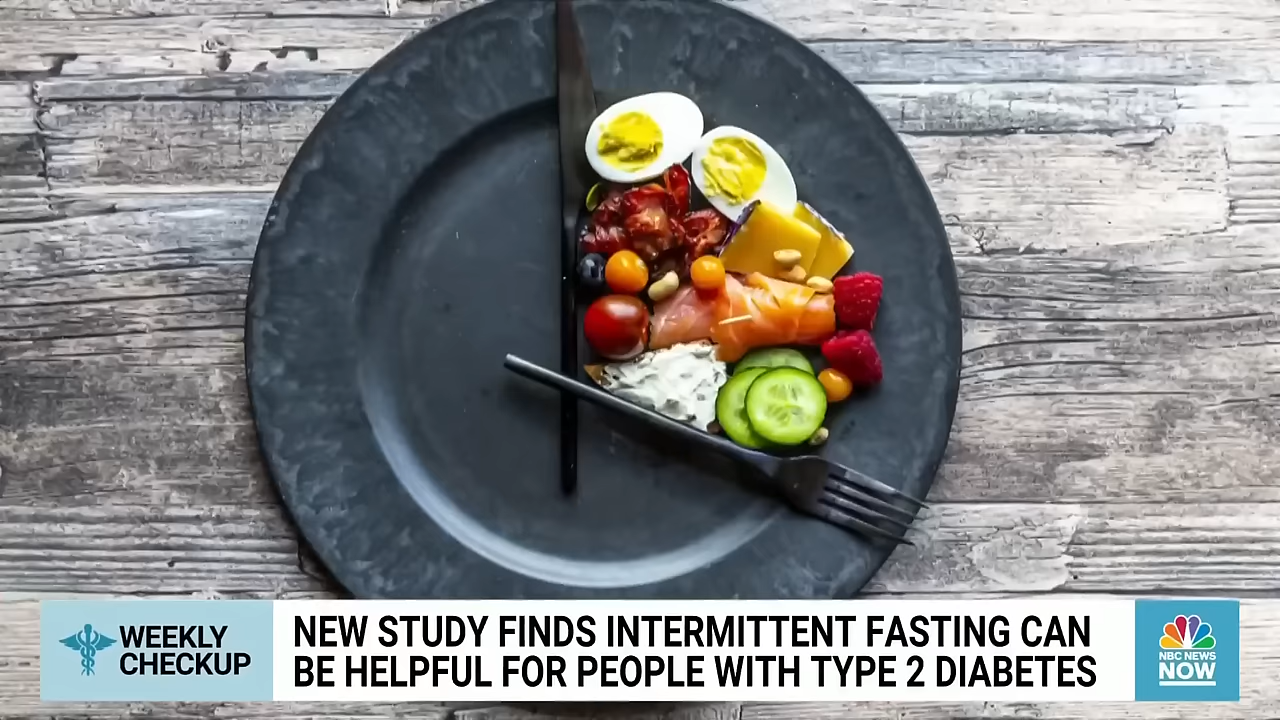 WEEKLY
CHECKUP
NEW STUDY FINDS INTERMITTENT FASTING CAN
BE HELPFUL FOR PEOPLE WITH TYPE 2 DIABETES
NBC NEWS
NOW